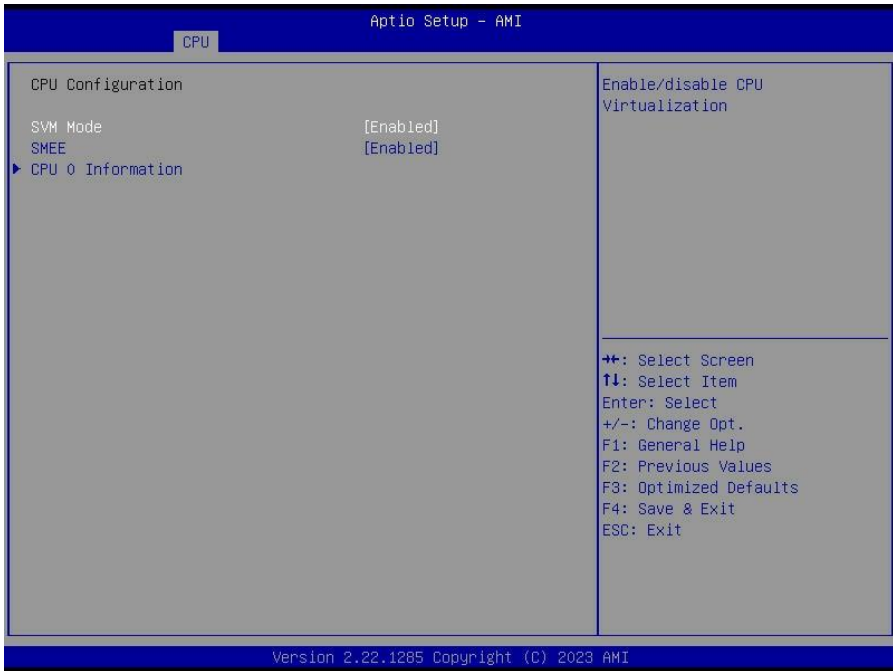 Aptio Setup – AMI
CPU
CPU Configuration
SVM Mode [Enabled]
SMEE [Enabled]
CPU 0 Information
Enable/disable CPU
Virtualization
→←: Select Screen
↑↓: Select Item
Enter: Select
+/-: Change Opt.
F1: General Help
F2: Previous Values
F3: Optimized Defaults
F4: Save & Exit
ESC: Exit
Version 2.22.1285 Copyright (C) 2023 AMI